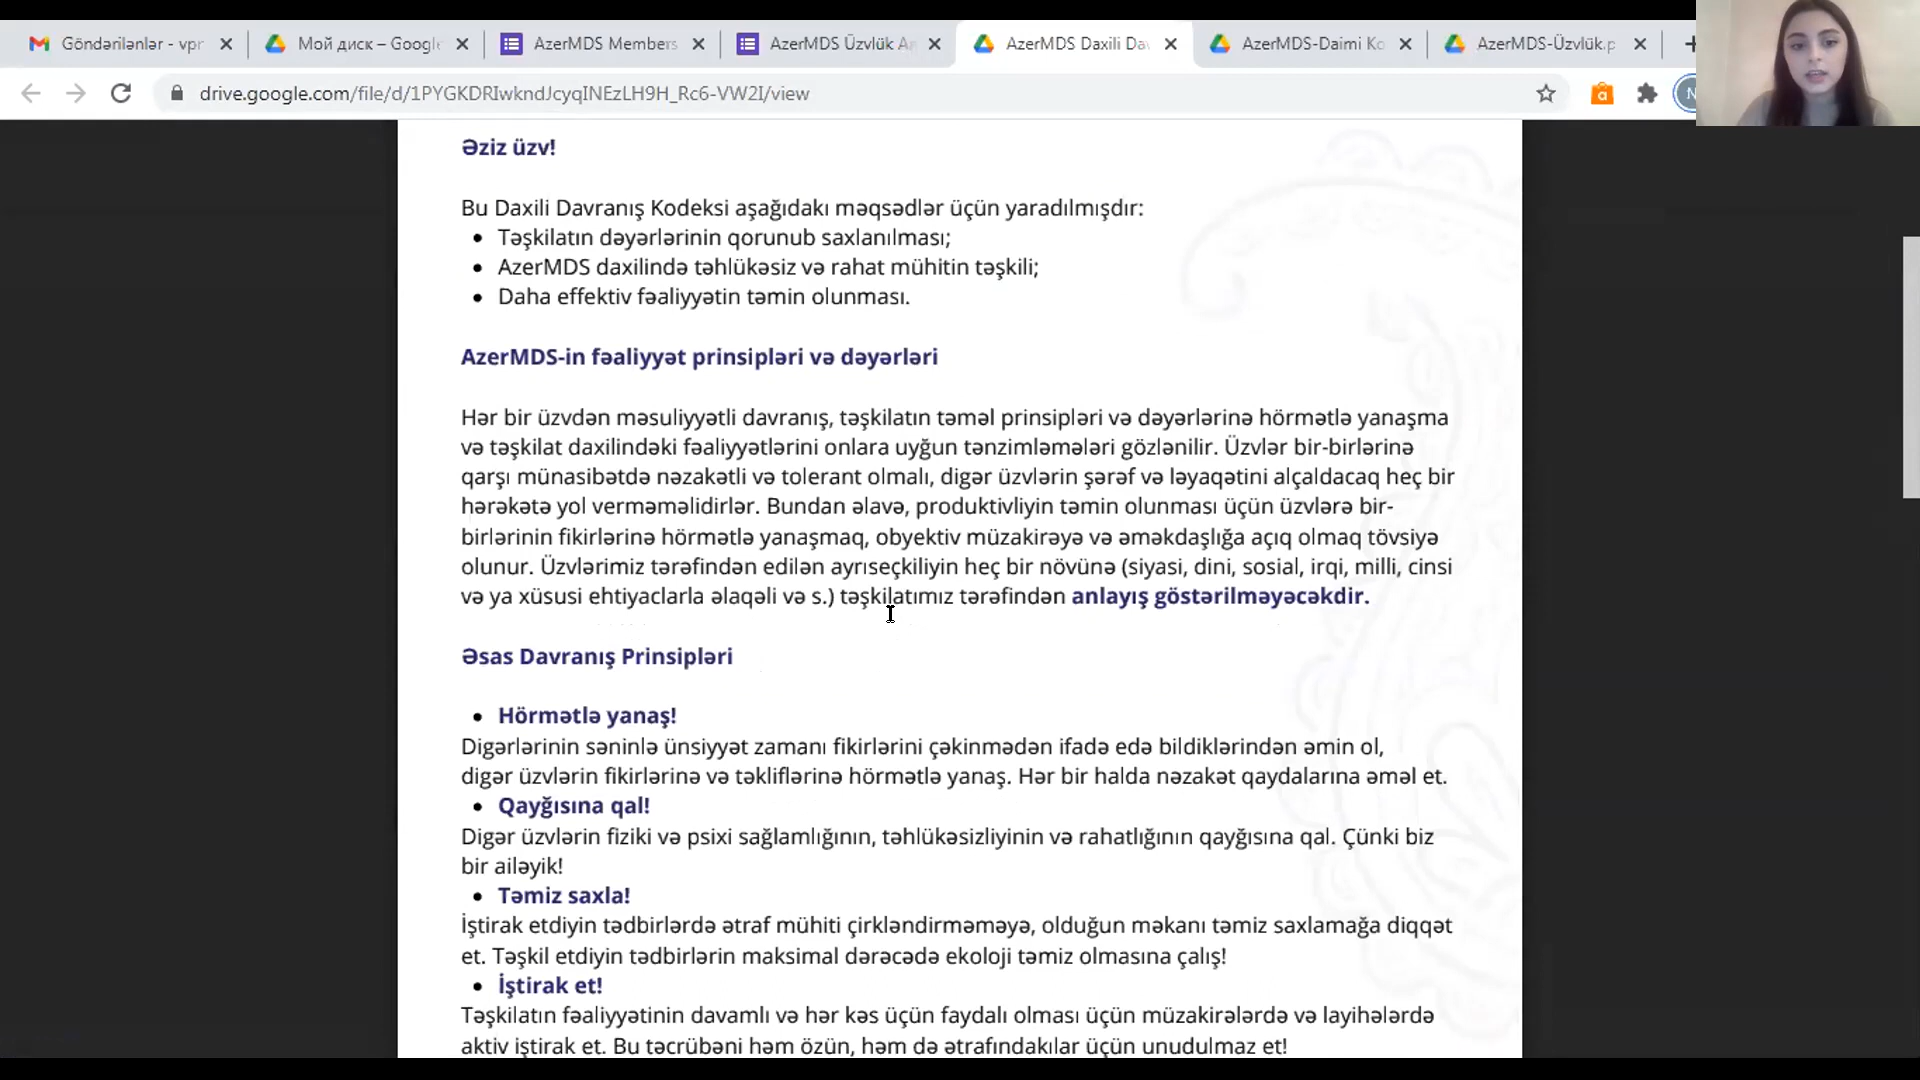 Göndərilənlər - vpr
Мой диск – Google
AzerMDS Members
AzerMDS Üzvlük An
AzerMDS Daxili Dav
AzerMDS-Daimi Ko
AzerMDS-Üzvlük.p
drive.google.com/file/d/1PYGKDRIwkndJcyqINEzLH9H_Rc6-VW2I/view
Əziz üzv!
Bu Daxili Davranış Kodeksi aşağıdakı məqsədlər üçün yaradılmışdır:
• Təşkilatın dəyərlərinin qorunub saxlanılması;
• AzerMDS daxilində təhlükəsiz və rahat mühitin təşkili;
• Daha effektiv fəaliyyətin təmin olunması.
AzerMDS-in fəaliyyət prinsipləri və dəyərləri
Hər bir üzvdən məsuliyyətli davranış, təşkilatın təməl prinsipləri və dəyərlərinə hörmətlə yanaşma
və təşkilat daxilindəki fəaliyyətlərini onlara uyğun tənzimləmələri gözlənilir. Üzvlər bir-birlərinə
qarşı münasibətdə nəzakətli və tolerant olmalı, digər üzvlərin şərəf və ləyaqətini alçaldacaq heç bir
hərəkətə yol verməməlidirlər. Bundan əlavə, produktivliyin təmin olunması üçün üzvlərə bir-
birlərinin fikirlərinə hörmətlə yanaşmaq, obyektiv müzakirəyə və əməkdaşlığa açıq olmaq tövsiyə
olunur. Üzvlərimiz tərəfindən edilən ayrıseçkiliyin heç bir növünə (siyasi, dini, sosial, irqi, milli, cinsi
və ya xüsusi ehtiyaclarla əlaqəli və s.) təşkilatımız tərəfindən anlayış göstərilməyəcəkdir.
Əsas Davranış Prinsipləri
• Hörmətlə yanaş!
Digərlərinin səninlə ünsiyyət zamanı fikirlərini çəkinmədən ifadə edə bildiklərindən əmin ol,
digər üzvlərin fikirlərinə və təkliflərinə hörmətlə yanaş. Hər bir halda nəzakət qaydalarına əməl et.
• Qayğısına qal!
Digər üzvlərin fiziki və psixi sağlamlığının, təhlükəsizliyinin və rahatlığının qayğısına qal. Çünki biz
bir ailəyik!
• Təmiz saxla!
İştirak etdiyin tədbirlərdə ətraf mühiti çirkləndirməməyə, olduğun məkanı təmiz saxlamağa diqqət
et. Təşkil etdiyin tədbirlərin maksimal dərəcədə ekoloji təmiz olmasına çalış!
• İştirak et!
Təşkilatın fəaliyyətinin davamlı və hər kəs üçün faydalı olması üçün müzakirələrdə və layihələrdə
aktiv iştirak et. Bu təcrübəni həm özün, həm də ətrafındakılar üçün unudulmaz et!